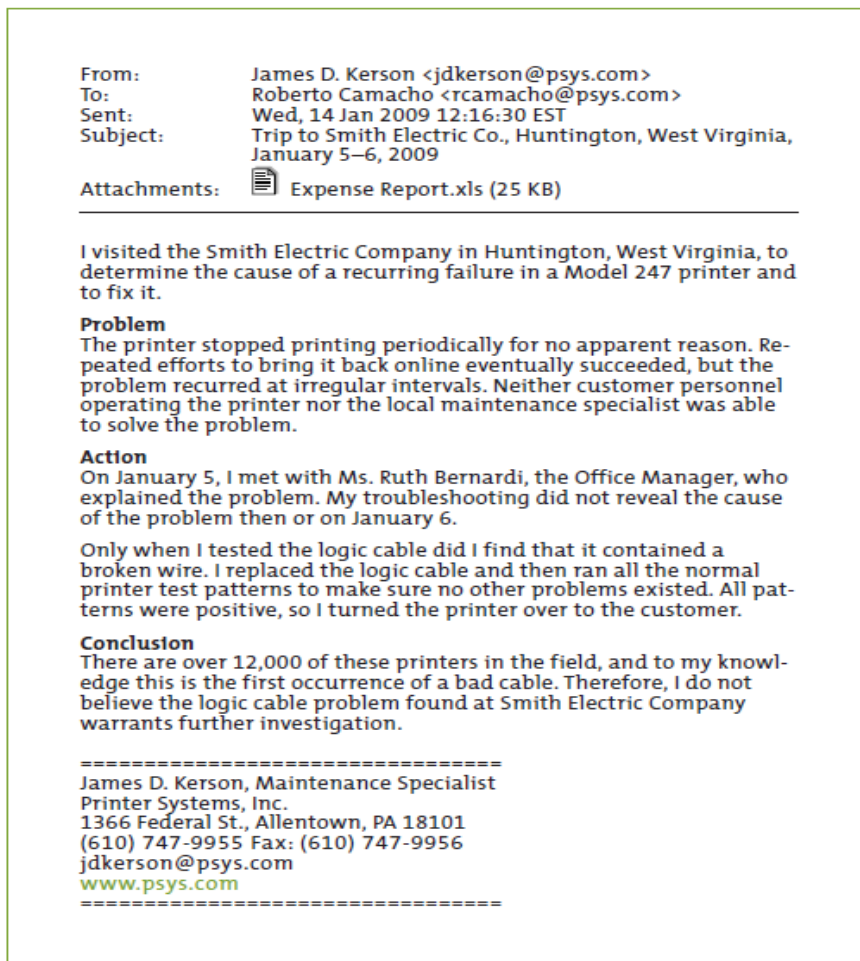 From: James D. Kerson <jdkerson@psys.com>
To: Roberto Camacho <rcamacho@psys.com>
Sent: Wed, 14 Jan 2009 12:16:30 EST
Subject: Trip to Smith Electric Co., Huntington, West Virginia,
January 5–6, 2009
Attachments: Expense Report.xls (25 KB)
I visited the Smith Electric Company in Huntington, West Virginia, to
determine the cause of a recurring failure in a Model 247 printer and
to fix it.
Problem
The printer stopped printing periodically for no apparent reason. Re-
peated efforts to bring it back online eventually succeeded, but the
problem recurred at irregular intervals. Neither customer personnel
operating the printer nor the local maintenance specialist was able
to solve the problem.
Action
On January 5, I met with Ms. Ruth Bernardi, the Office Manager, who
explained the problem. My troubleshooting did not reveal the cause
of the problem then or on January 6.
Only when I tested the logic cable did I find that it contained a
broken wire. I replaced the logic cable and then ran all the normal
printer test patterns to make sure no other problems existed. All pat-
terns were positive, so I turned the printer over to the customer.
Conclusion
There are over 12,000 of these printers in the field, and to my knowl-
edge this is the first occurrence of a bad cable. Therefore, I do not
believe the logic cable problem found at Smith Electric Company
warrants further investigation.
==================================
James D. Kerson, Maintenance Specialist
Printer Systems, Inc.
1366 Federal St., Allentown, PA 18101
(610) 747-9955 Fax: (610) 747-9956
jdkerson@psys.com
www.psys.com
==================================